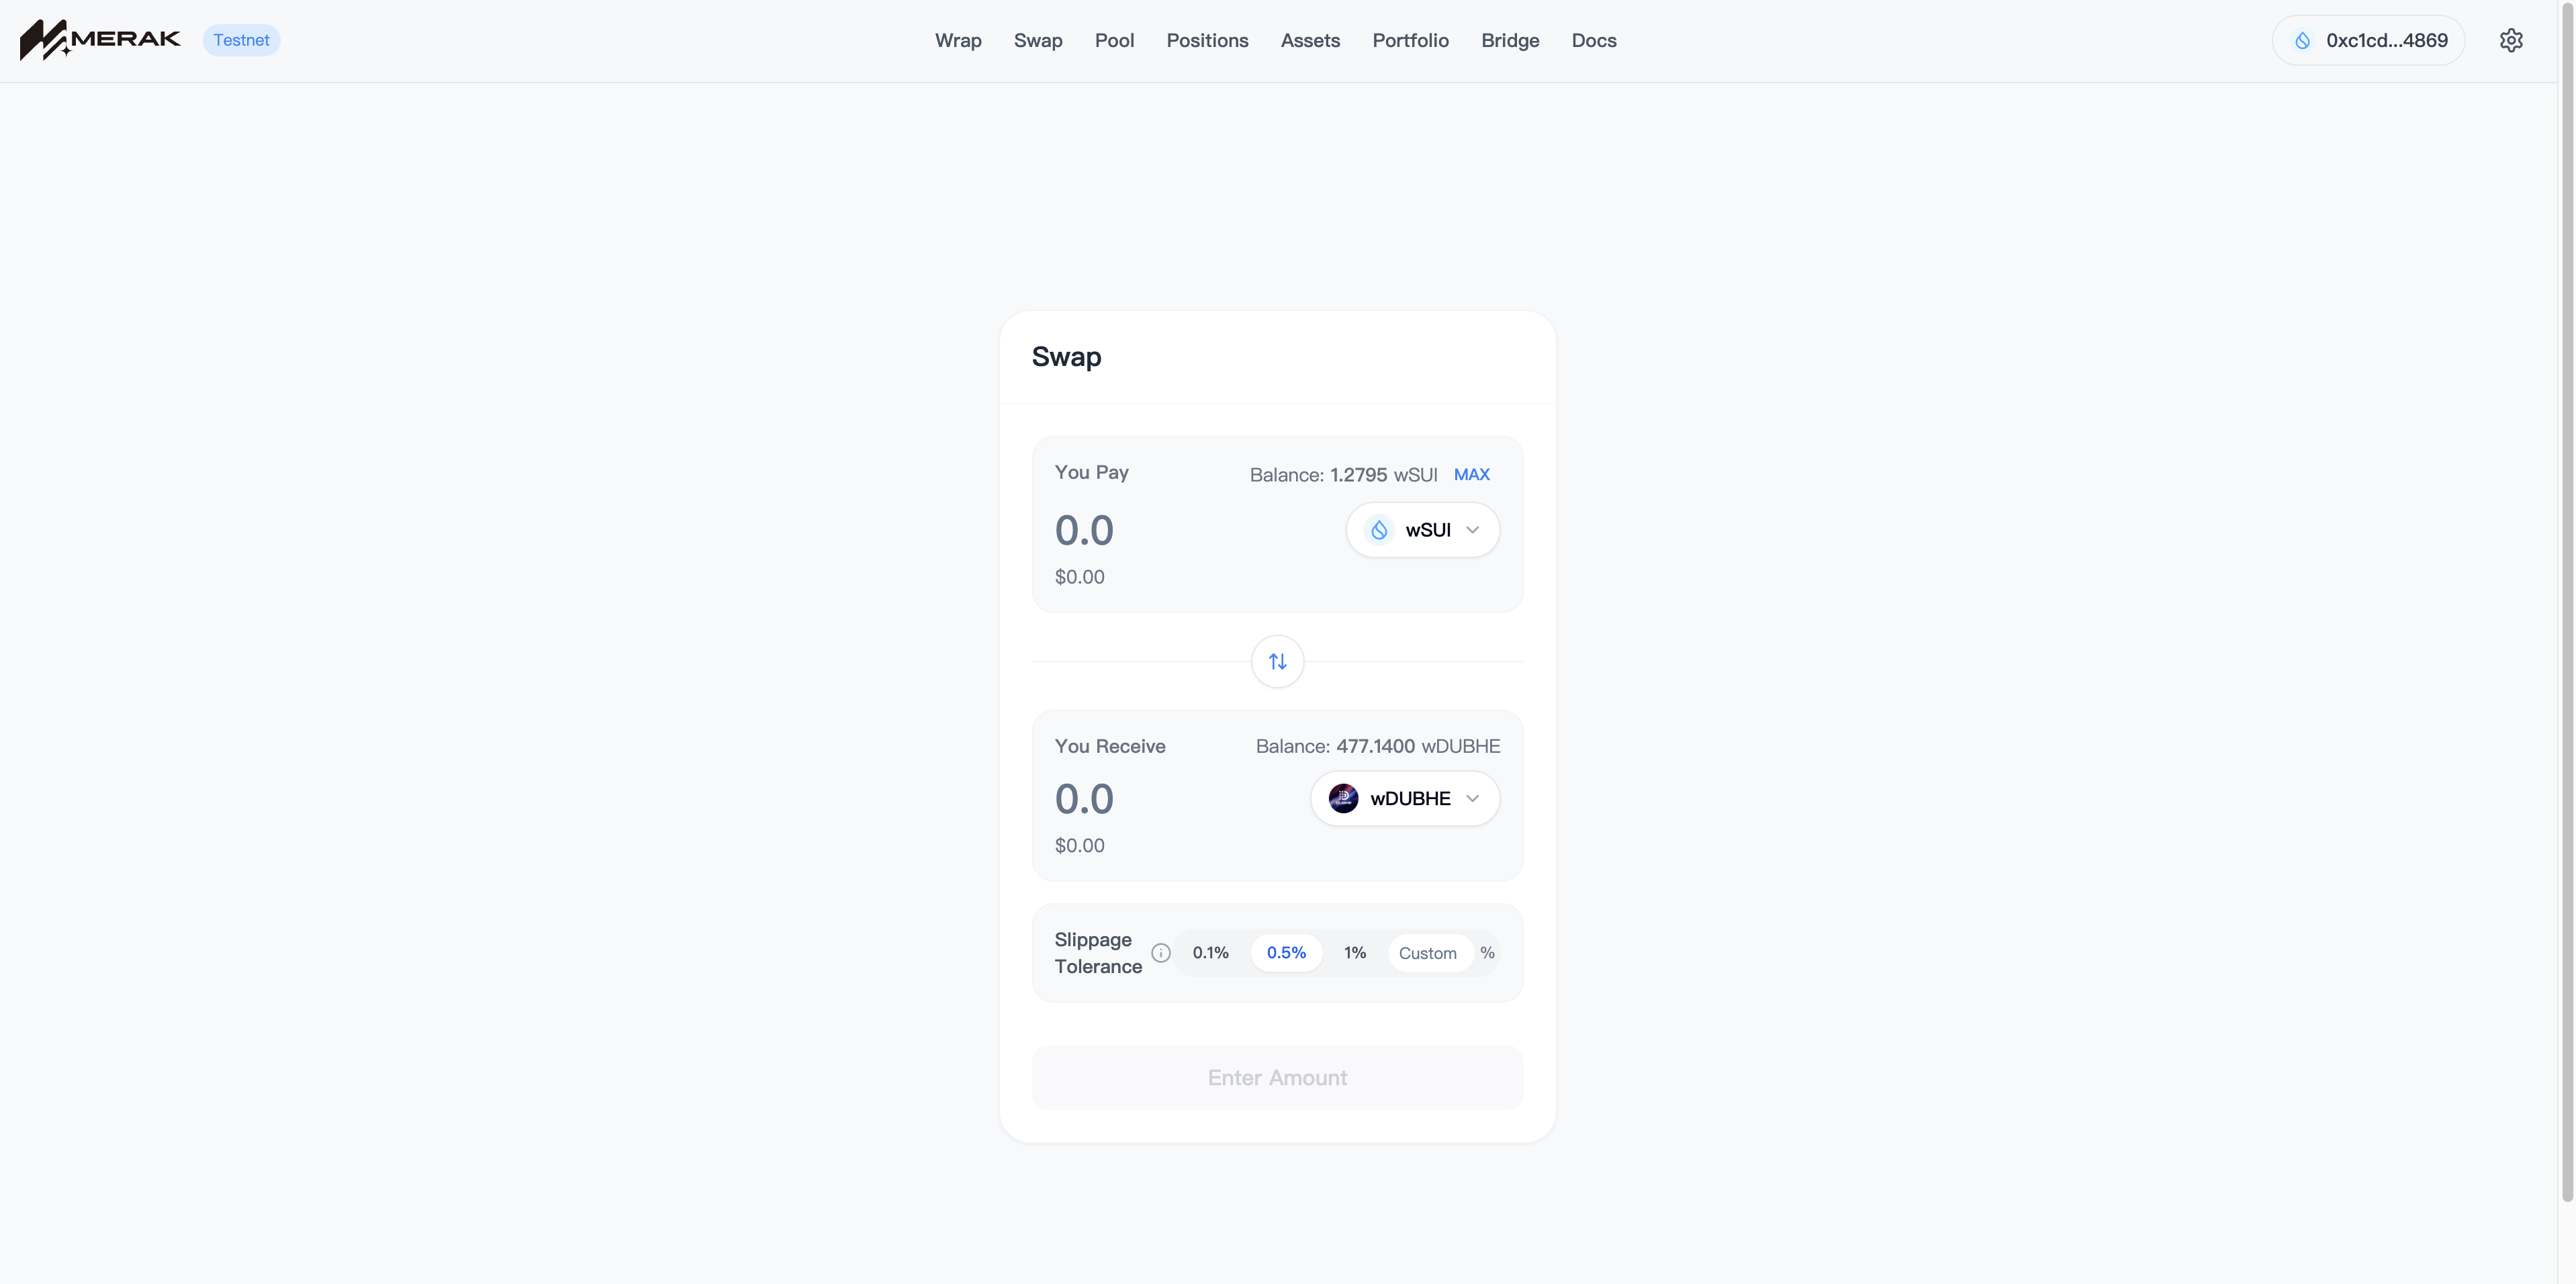 MERAK Testnet Wrap Swap Pool Positions Assets Portfolio Bridge Docs 0xc1cd...4869
Swap
You Pay Balance: 1.2795 wSUI MAX
0.0 wSUI
$0.00
You Receive Balance: 477.1400 wDUBHE
0.0 wDUBHE
$0.00
Slippage
Tolerance 0.1% 0.5% 1% Custom %
Enter Amount